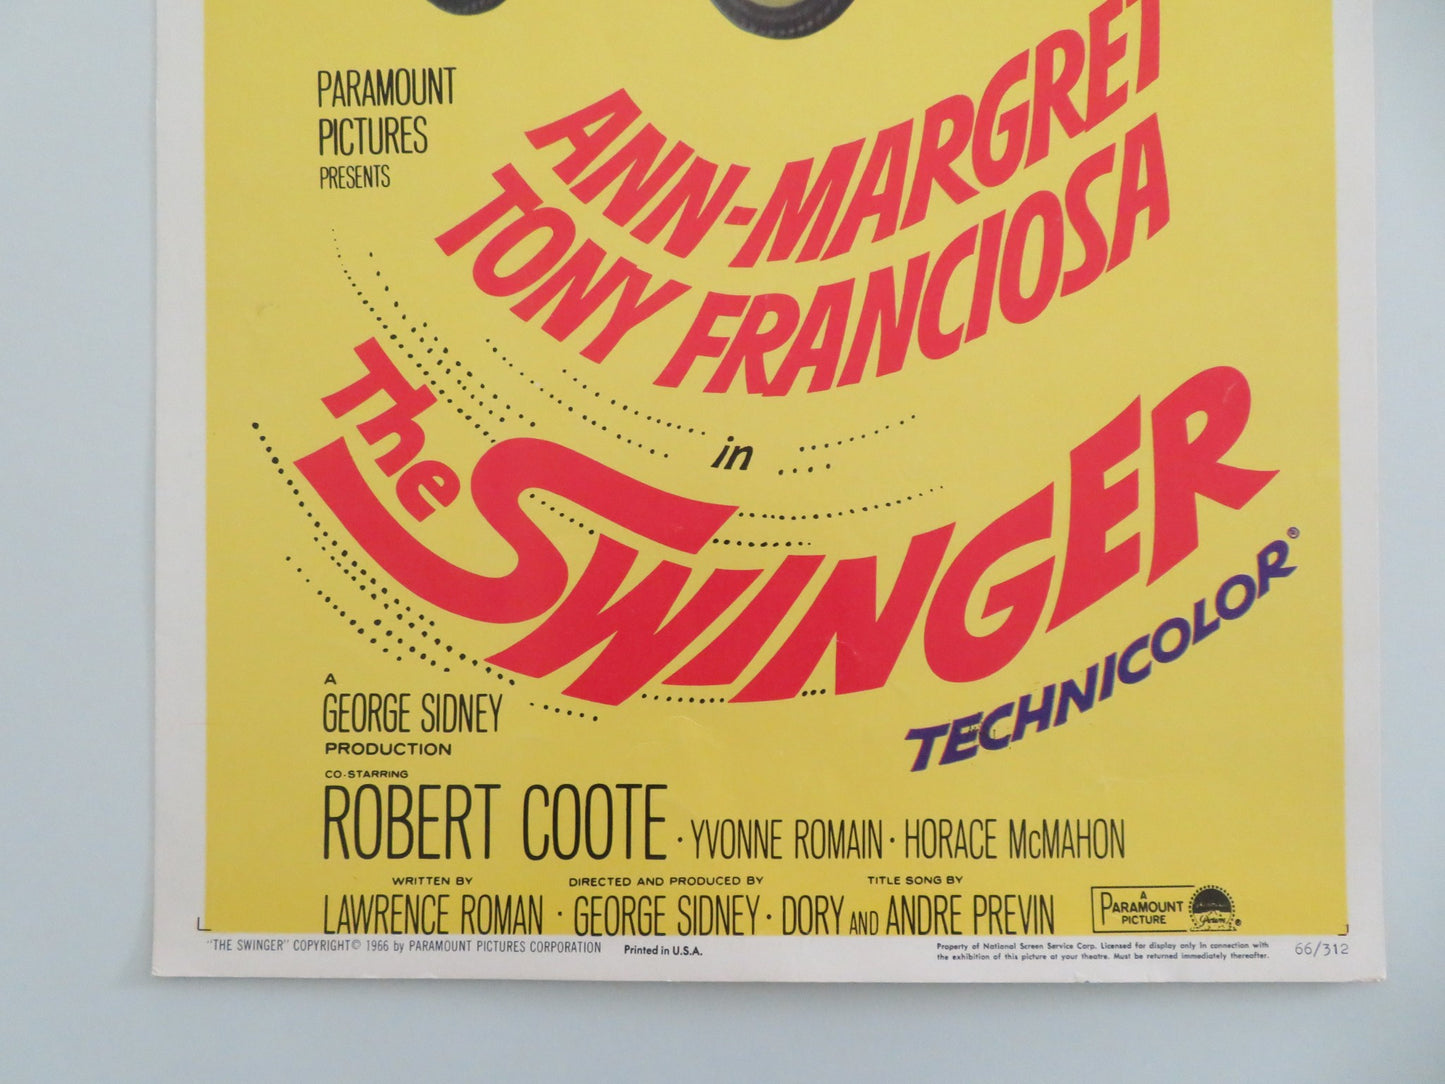 PARAMOUNT
PICTURES
PRESENTS
ANN-MARGRET
TONY FRANCIOSA
in
The
SWINGER
TECHNICOLOR®
A
GEORGE SIDNEY
PRODUCTION
CO-STARRING
ROBERT COOTE · YVONNE ROMAIN · HORACE McMAHON
WRITTEN BY DIRECTED AND PRODUCED BY TITLE SONG BY
LAWRENCE ROMAN · GEORGE SIDNEY · DORY AND ANDRE PREVIN
A
PARAMOUNT
PICTURE
®
"THE SWINGER" COPYRIGHT © 1966 by PARAMOUNT PICTURES CORPORATION Printed in U.S.A.
Property of National Screen Service Corp. Licensed for display only in connection with
the exhibition of this picture at your theatre. Must be returned immediately thereafter.
66/312